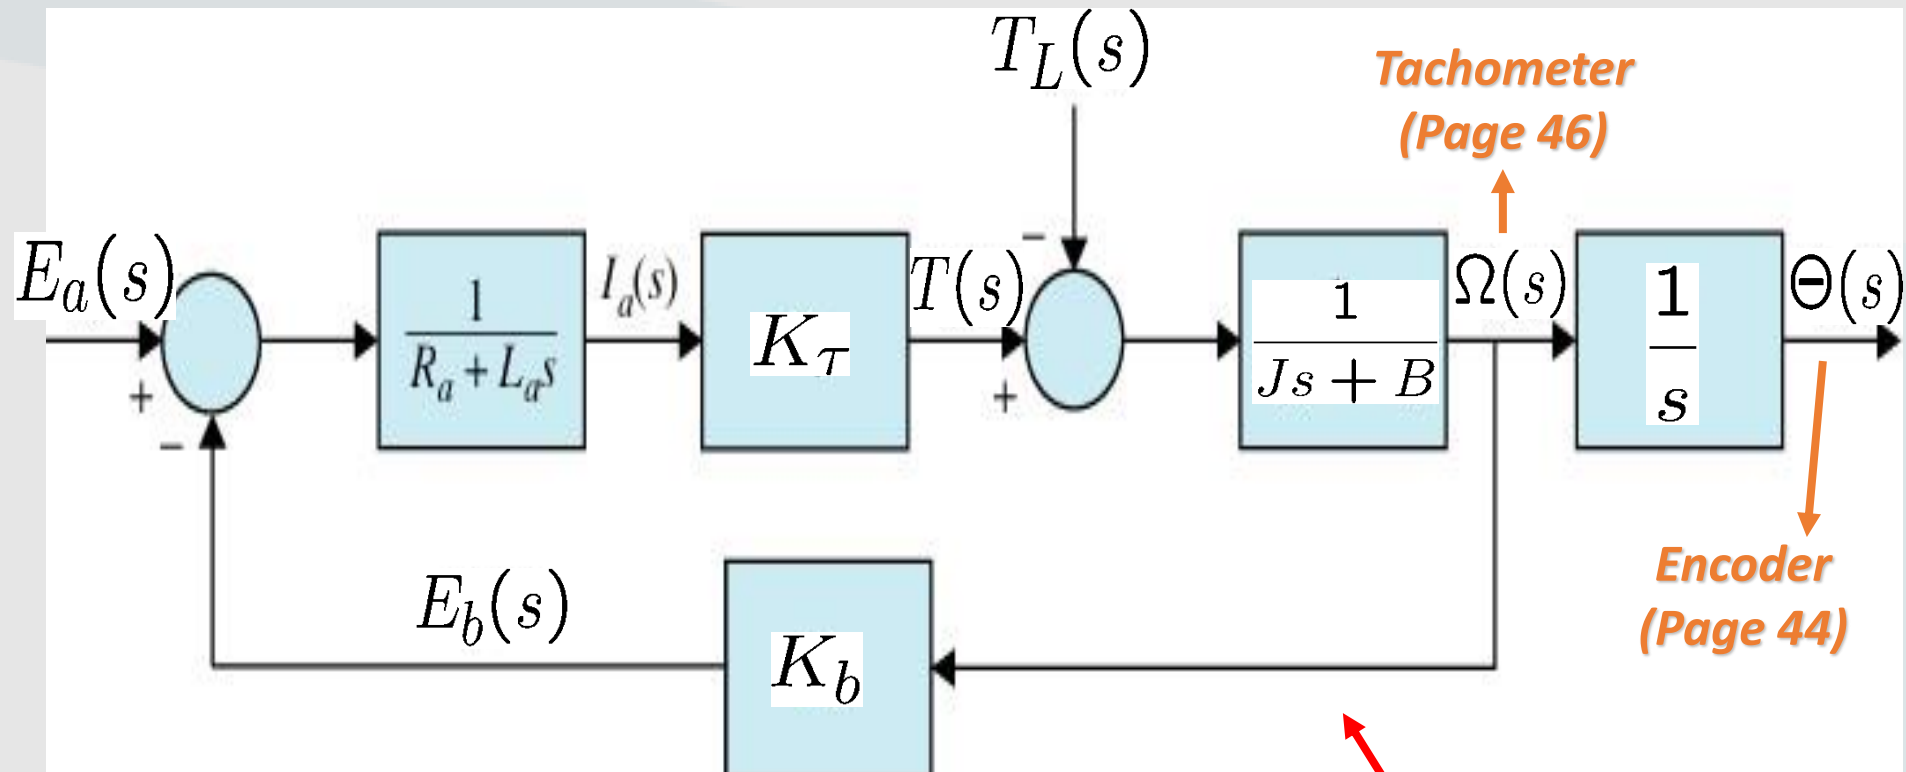 T_L(s)
Tachometer
(Page 46)
E_a(s)
+
−
1
R_a + L_a s
I_a(s)
K_τ
T(s)
−
+
1
Js + B
Ω(s)
1
s
Θ(s)
Encoder
(Page 44)
E_b(s)
K_b